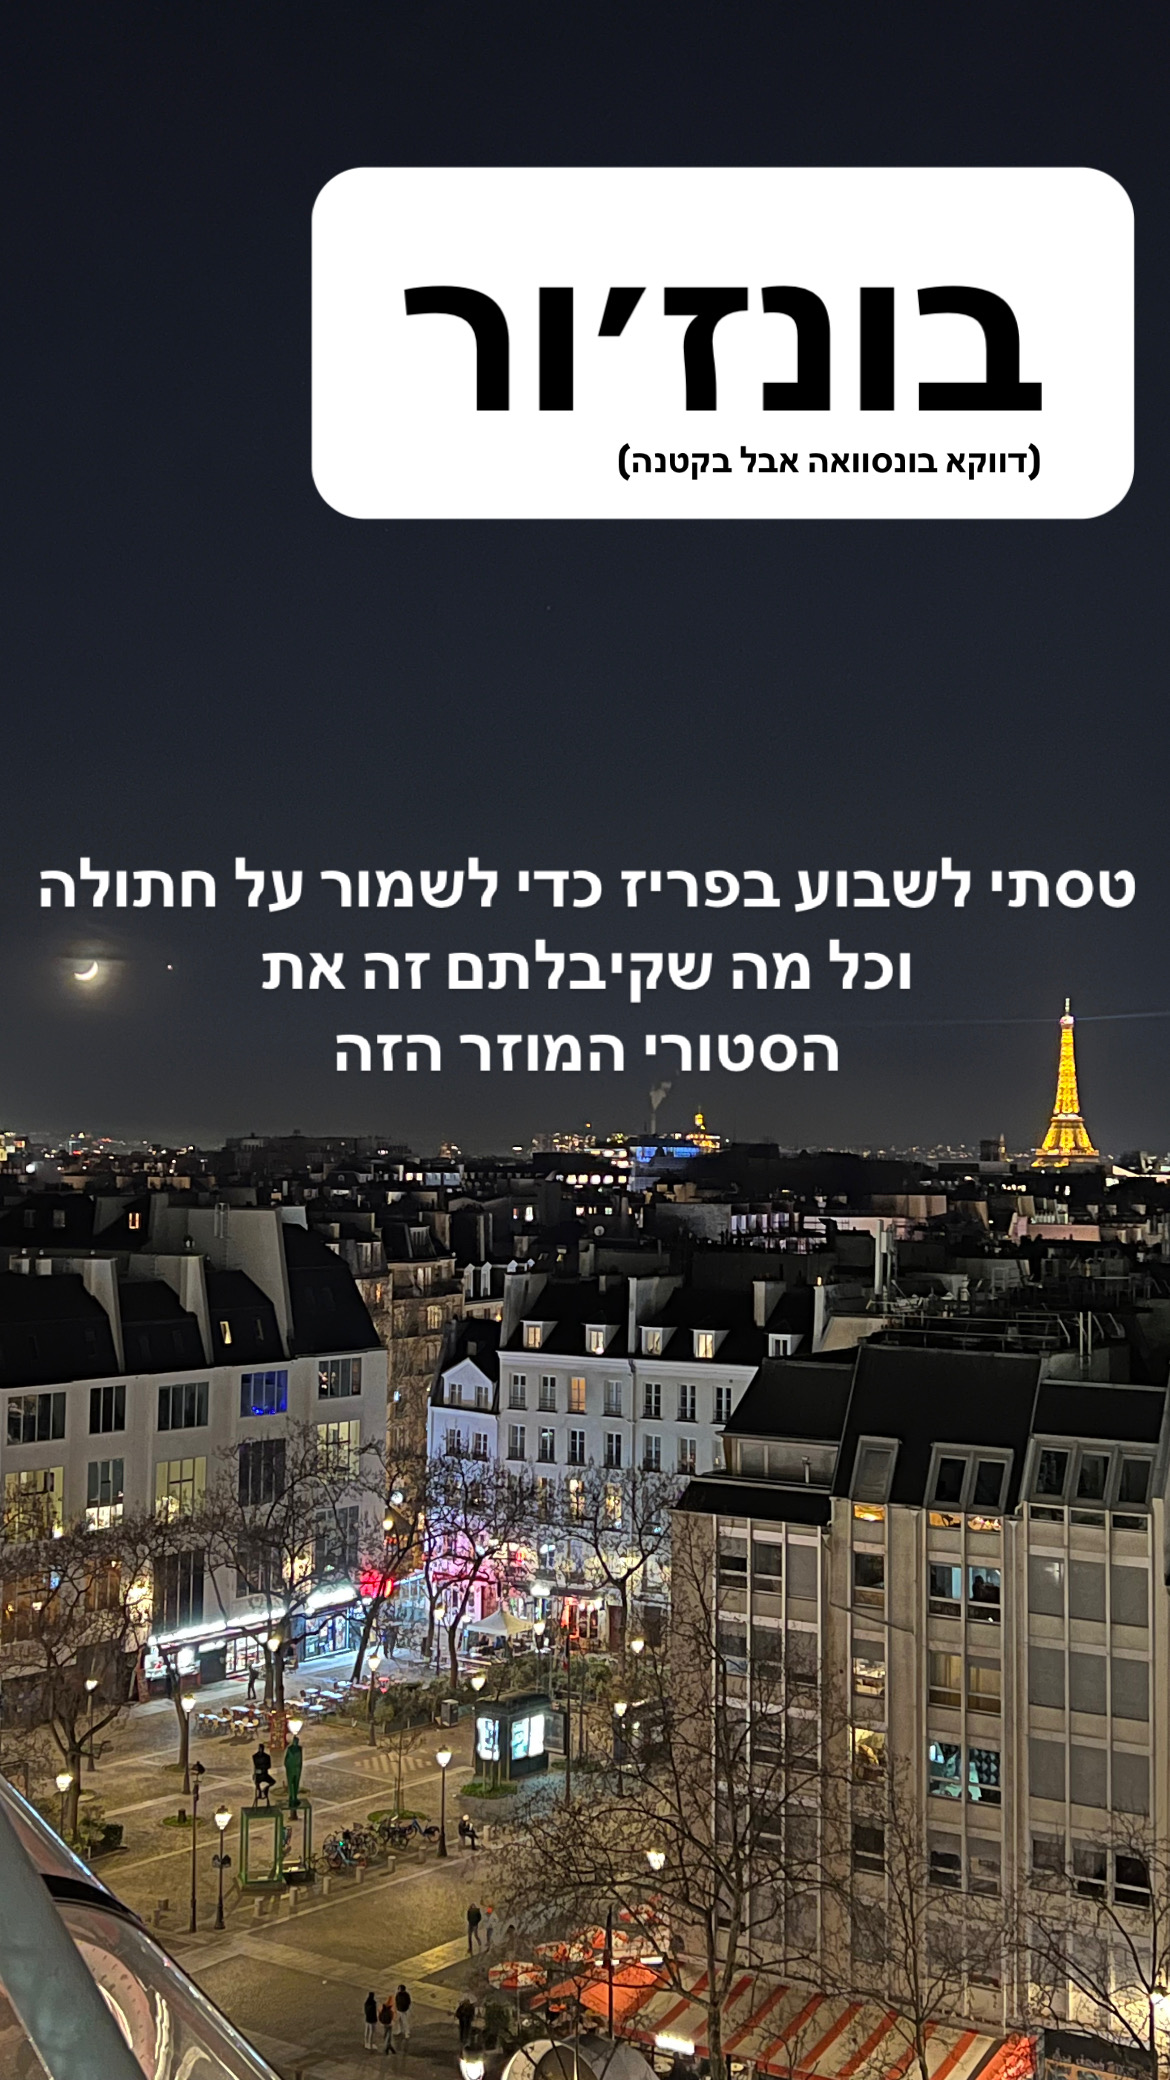 בונז׳ור
(דווקא בונסוואה אבל בקטנה)
טסתי לשבוע בפריז כדי לשמור על חתולה
וכל מה שקיבלתם זה את
הסטורי המוזר הזה